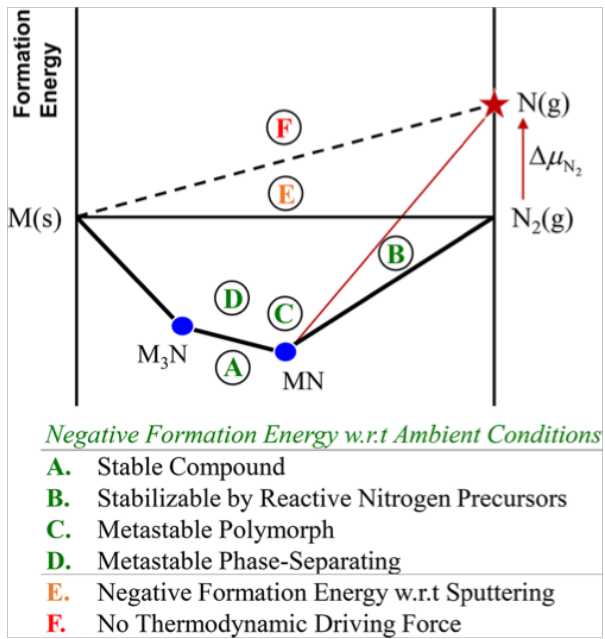 Formation
Energy
N(g)
F
Δμ_N₂
E
M(s)
N₂(g)
B
D
C
M₃N
A
MN
Negative Formation Energy w.r.t Ambient Conditions
A. Stable Compound
B. Stabilizable by Reactive Nitrogen Precursors
C. Metastable Polymorph
D. Metastable Phase-Separating
E. Negative Formation Energy w.r.t Sputtering
F. No Thermodynamic Driving Force